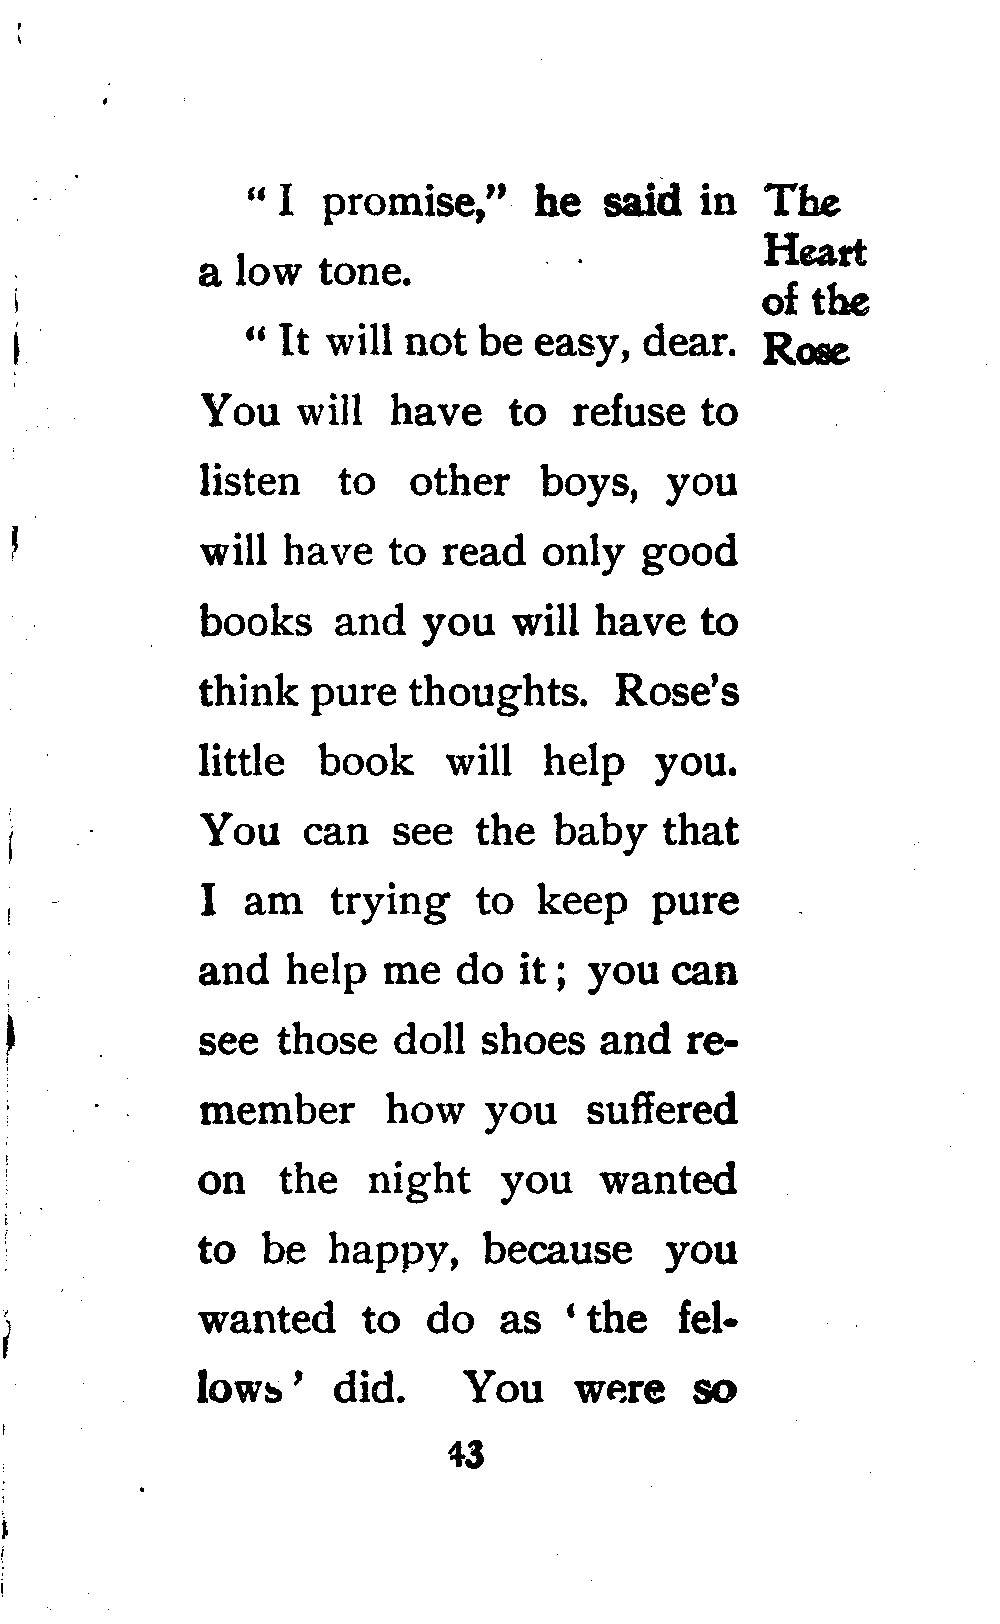 The
Heart
of the
Rose
“ I promise,” he said in
a low tone.
“ It will not be easy, dear.
You will have to refuse to
listen to other boys, you
will have to read only good
books and you will have to
think pure thoughts. Rose’s
little book will help you.
You can see the baby that
I am trying to keep pure
and help me do it ; you can
see those doll shoes and re-
member how you suffered
on the night you wanted
to be happy, because you
wanted to do as ‘ the fel-
lows ’ did. You were so
43